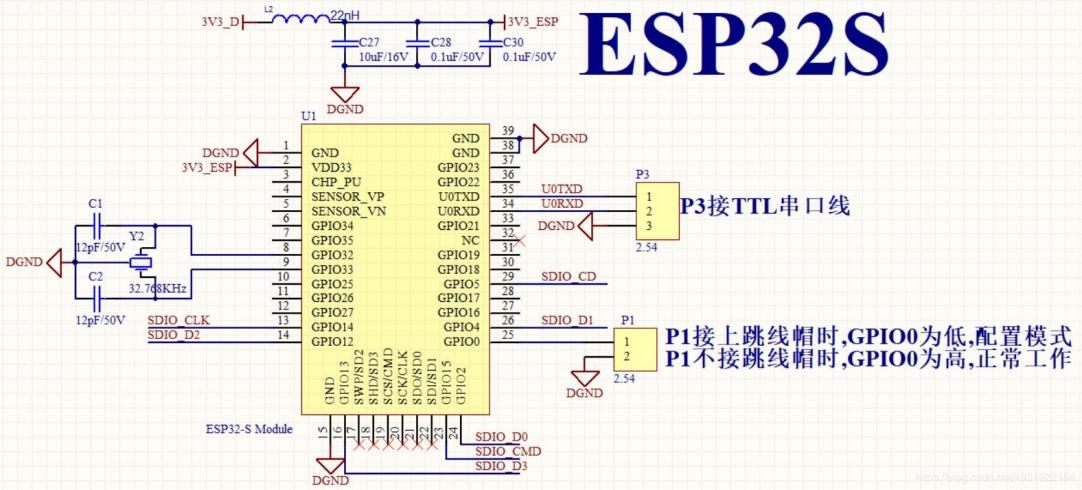 L2
22nH
3V3_D
3V3_ESP
C27
10uF/16V
C28
0.1uF/50V
C30
0.1uF/50V
DGND
ESP32S
U1
DGND
3V3_ESP
1 GND
2 VDD33
3 CHP_PU
4 SENSOR_VP
5 SENSOR_VN
6 GPIO34
7 GPIO35
8 GPIO32
9 GPIO33
10 GPIO25
11 GPIO26
12 GPIO27
13 GPIO14
14 GPIO12
GND 39
GND 38
GPIO23 37
GPIO22 36
U0TXD 35
U0RXD 34
GPIO21 33
NC 32
GPIO19 31
GPIO18 30
GPIO5 29
GPIO17 28
GPIO16 27
GPIO4 26
GPIO0 25
DGND
C1
12pF/50V
Y2
32.768KHz
DGND
C2
12pF/50V
SDIO_CLK
SDIO_D2
U0TXD
U0RXD
DGND
P3
1
2
3
2.54
P3接TTL串口线
SDIO_CD
SDIO_D1
P1
1
2
2.54
DGND
P1接上跳线帽时,GPIO0为低,配置模式
P1不接跳线帽时,GPIO0为高,正常工作
GND 15
GPIO13 16
SWP/SD2 17
SHD/SD3 18
SCS/CMD 19
SCK/CLK 20
SDO/SD0 21
SDI/SD1 22
GPIO15 23
GPIO2 24
ESP32-S Module
DGND
SDIO_D0
SDIO_CMD
SDIO_D3